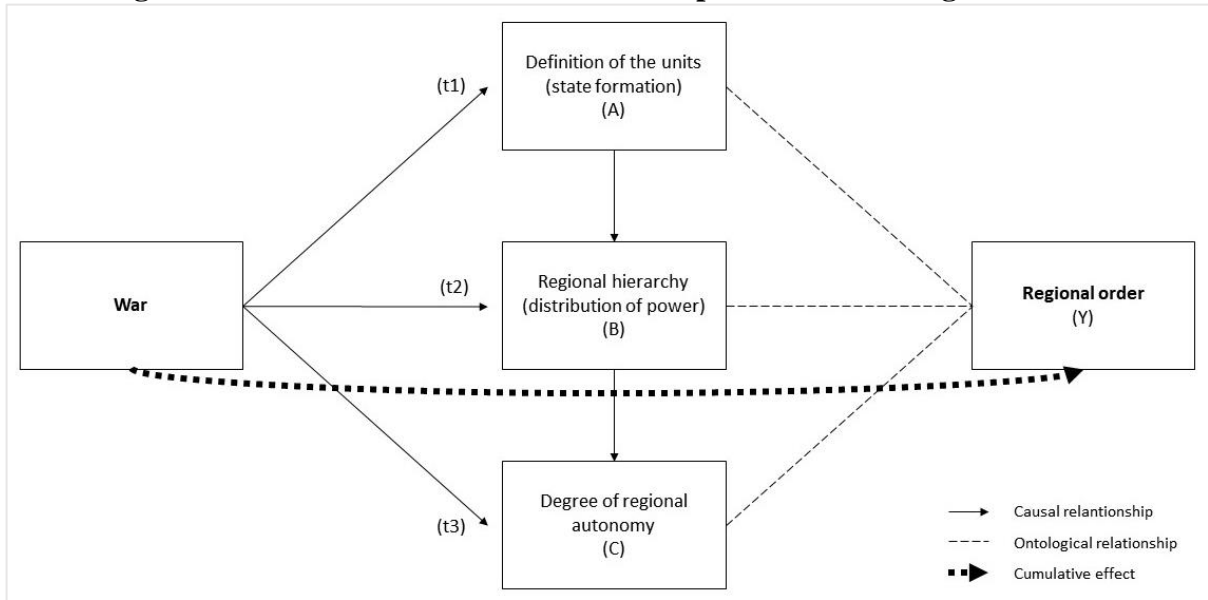 Definition of the units
(state formation)
(A)
(t1)
War
(t2)
Regional hierarchy
(distribution of power)
(B)
Regional order
(Y)
(t3)
Degree of regional
autonomy
(C)
Causal relantionship
Ontological relationship
Cumulative effect